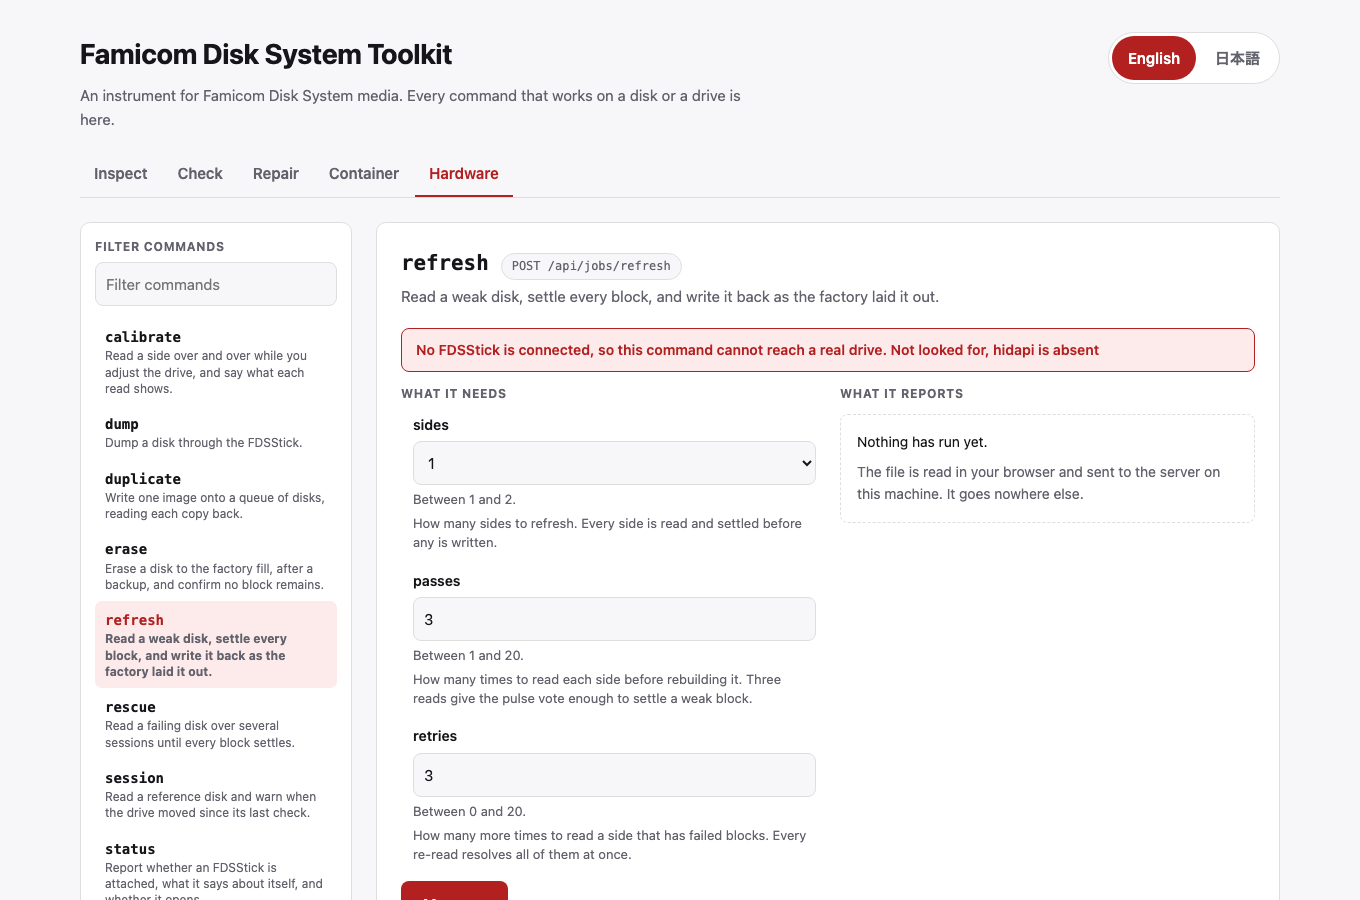 Famicom Disk System Toolkit
English
日本語
An instrument for Famicom Disk System media. Every command that works on a disk or a drive is
here.
Inspect
Check
Repair
Container
Hardware
FILTER COMMANDS
Filter commands
calibrate
Read a side over and over while you
adjust the drive, and say what each
read shows.
dump
Dump a disk through the FDSStick.
duplicate
Write one image onto a queue of disks,
reading each copy back.
erase
Erase a disk to the factory fill, after a
backup, and confirm no block remains.
refresh
Read a weak disk, settle every
block, and write it back as the
factory laid it out.
rescue
Read a failing disk over several
sessions until every block settles.
session
Read a reference disk and warn when
the drive moved since its last check.
status
Report whether an FDSStick is
attached, what it says about itself, and
whether it opens.
refresh
POST /api/jobs/refresh
Read a weak disk, settle every block, and write it back as the factory laid it out.
No FDSStick is connected, so this command cannot reach a real drive. Not looked for, hidapi is absent
WHAT IT NEEDS
sides
1
Between 1 and 2.
How many sides to refresh. Every side is read and settled before
any is written.
passes
3
Between 1 and 20.
How many times to read each side before rebuilding it. Three
reads give the pulse vote enough to settle a weak block.
retries
3
Between 0 and 20.
How many more times to read a side that has failed blocks. Every
re-read resolves all of them at once.
WHAT IT REPORTS
Nothing has run yet.
The file is read in your browser and sent to the server on
this machine. It goes nowhere else.